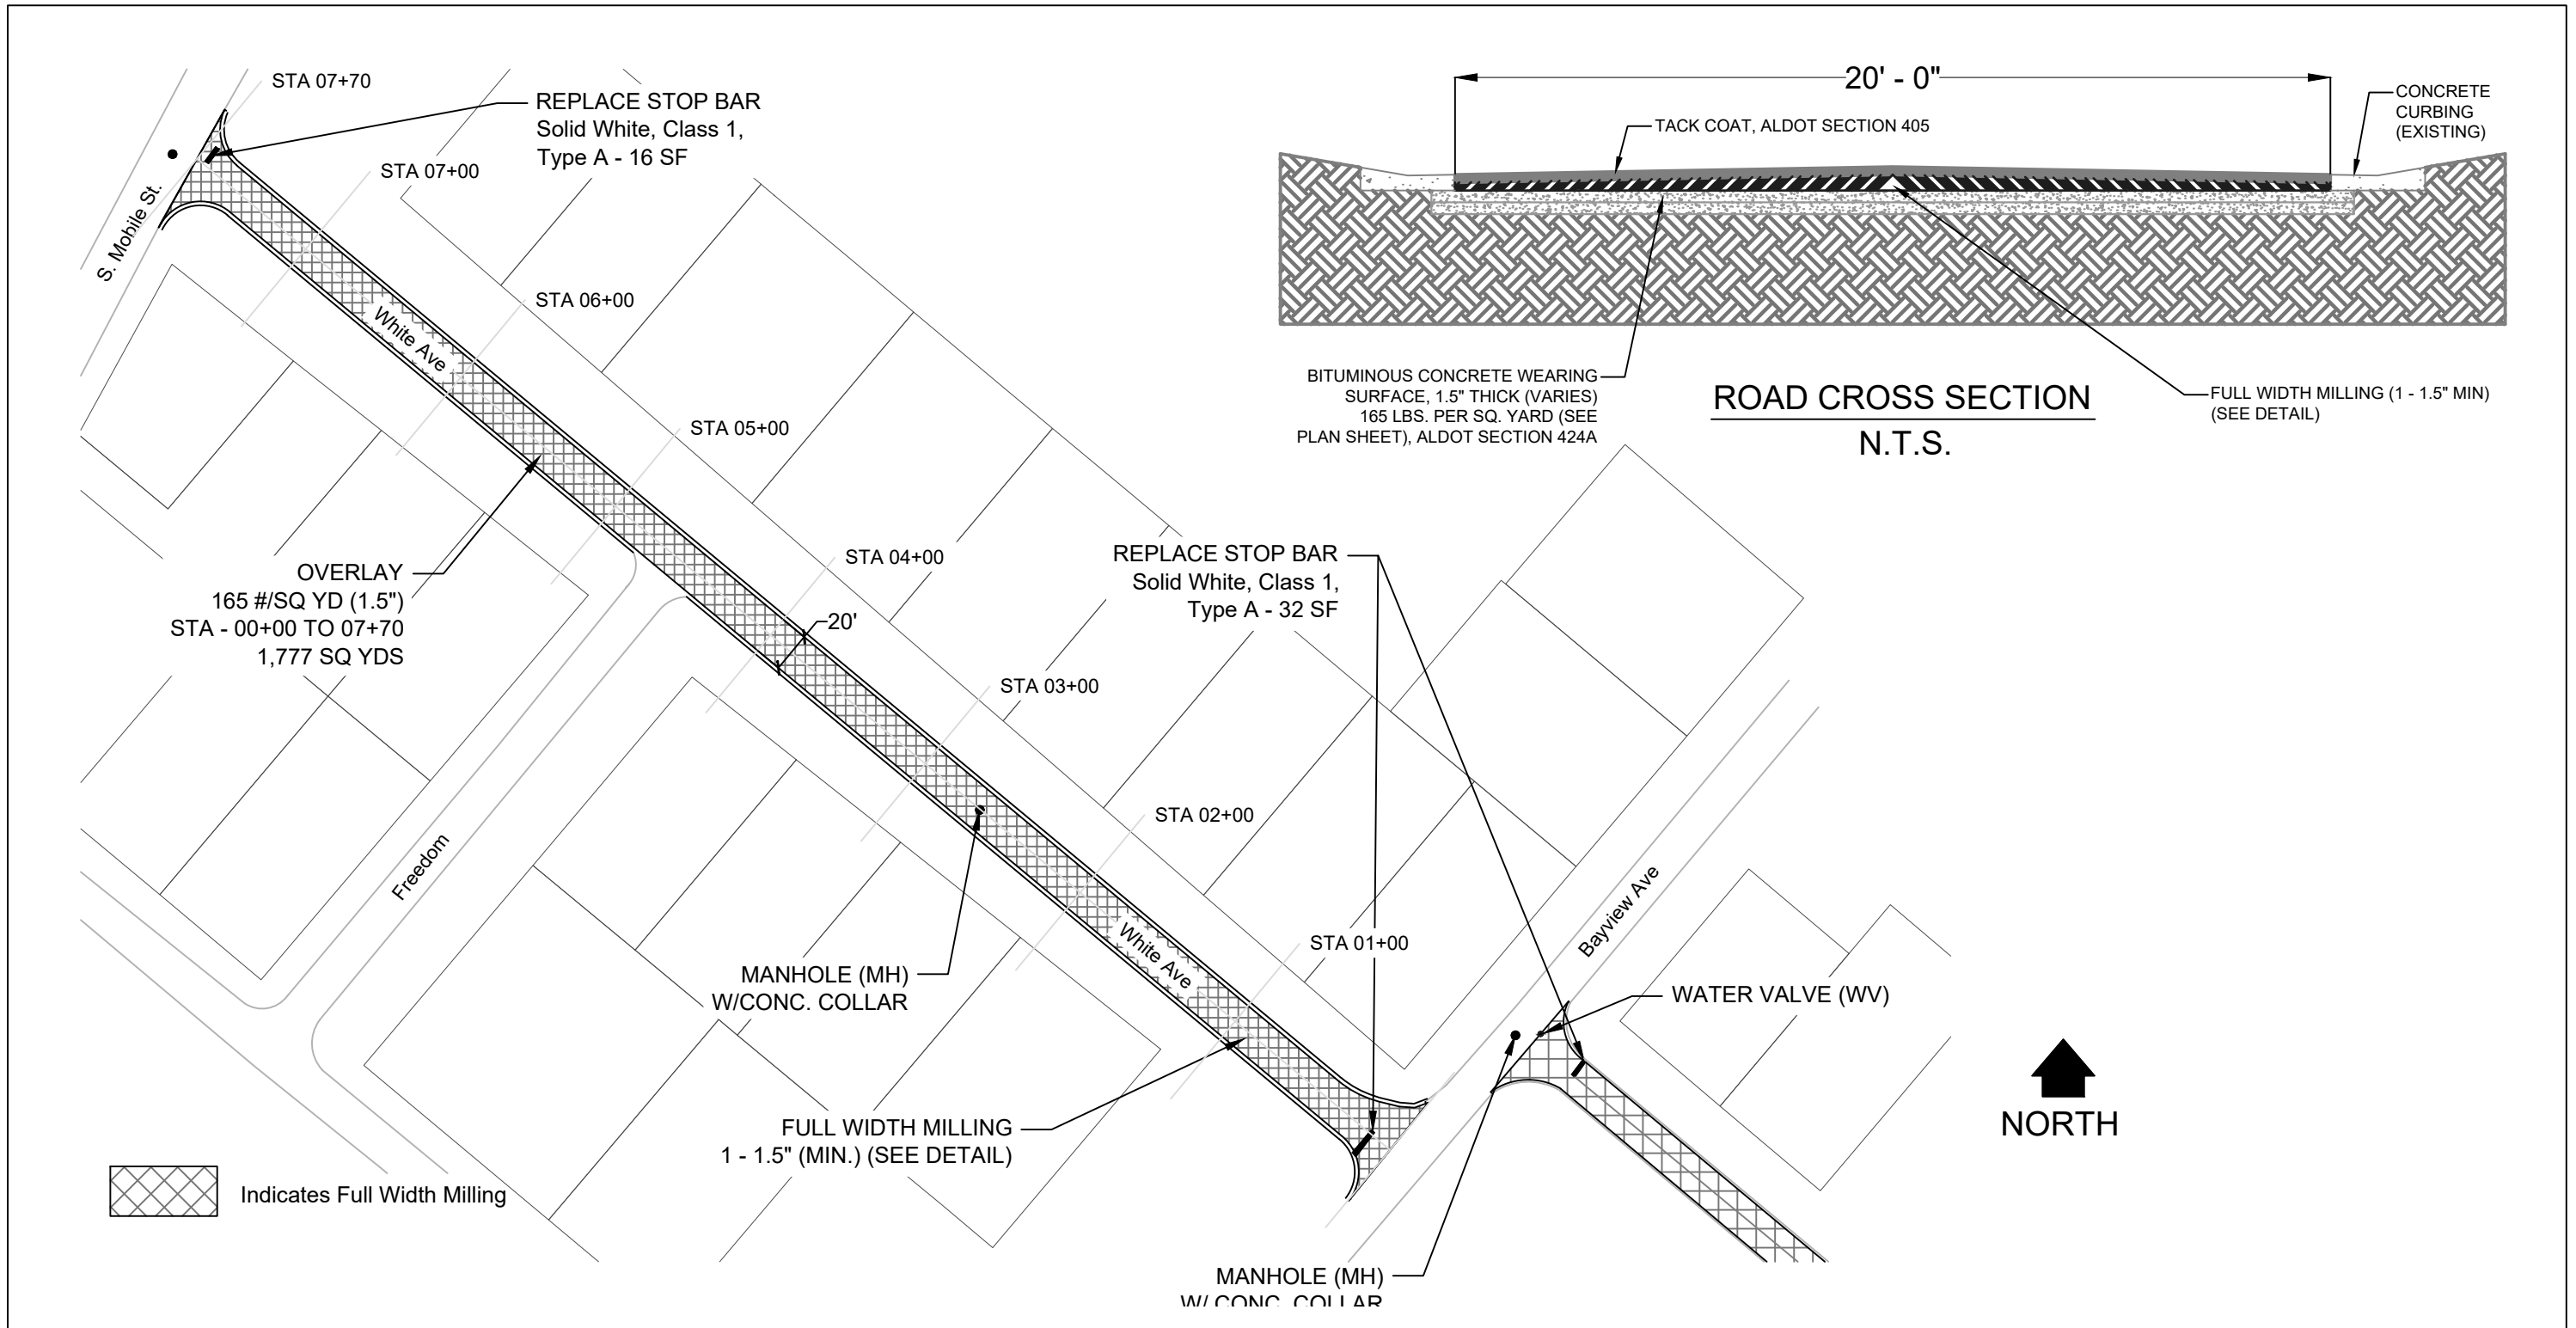 STA 07+70
REPLACE STOP BAR
Solid White, Class 1,
Type A - 16 SF
STA 07+00
S. Mobile St.
STA 06+00
White Ave
STA 05+00
OVERLAY
165 #/SQ YD (1.5")
STA - 00+00 TO 07+70
1,777 SQ YDS
STA 04+00
20'
STA 03+00
REPLACE STOP BAR
Solid White, Class 1,
Type A - 32 SF
STA 02+00
Freedom
MANHOLE (MH)
W/CONC. COLLAR
White Ave
STA 01+00
Bayview Ave
WATER VALVE (WV)
FULL WIDTH MILLING
1 - 1.5" (MIN.) (SEE DETAIL)
Indicates Full Width Milling
MANHOLE (MH)
W/ CONC. COLLAR
NORTH
20' - 0"
TACK COAT, ALDOT SECTION 405
CONCRETE
CURBING
(EXISTING)
BITUMINOUS CONCRETE WEARING
SURFACE, 1.5" THICK (VARIES)
165 LBS. PER SQ. YARD (SEE
PLAN SHEET), ALDOT SECTION 424A
ROAD CROSS SECTION
N.T.S.
FULL WIDTH MILLING (1 - 1.5" MIN)
(SEE DETAIL)